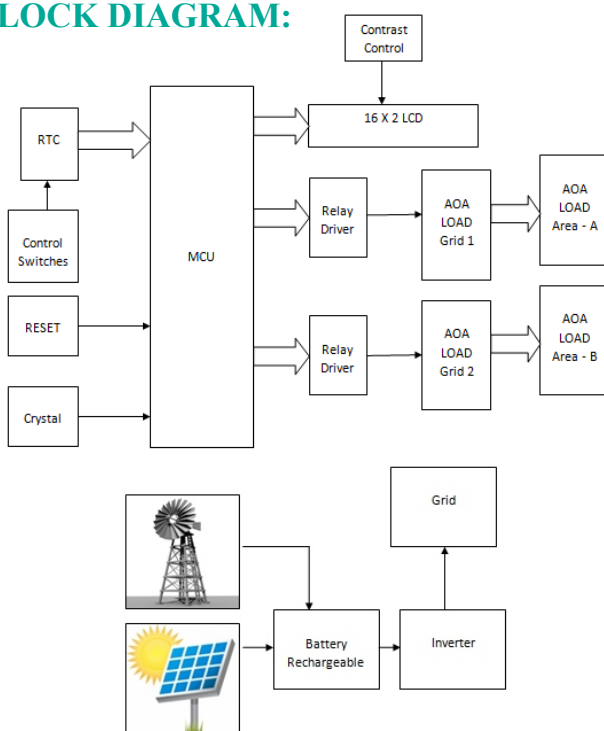 LOCK DIAGRAM:
Contrast
Control
16 X 2 LCD
RTC
Control
Switches
RESET
Crystal
MCU
Relay
Driver
AOA
LOAD
Grid 1
AOA
LOAD
Area - A
Relay
Driver
AOA
LOAD
Grid 2
AOA
LOAD
Area - B
Grid
Battery
Rechargeable
Inverter